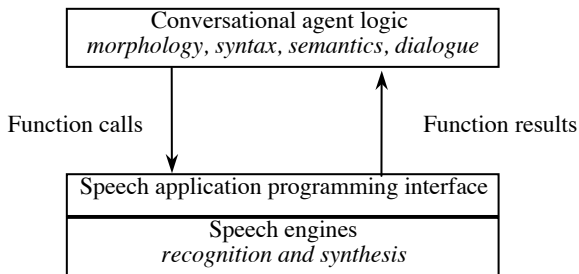 Conversational agent logic
morphology, syntax, semantics, dialogue
Function calls
Function results
Speech application programming interface
Speech engines
recognition and synthesis